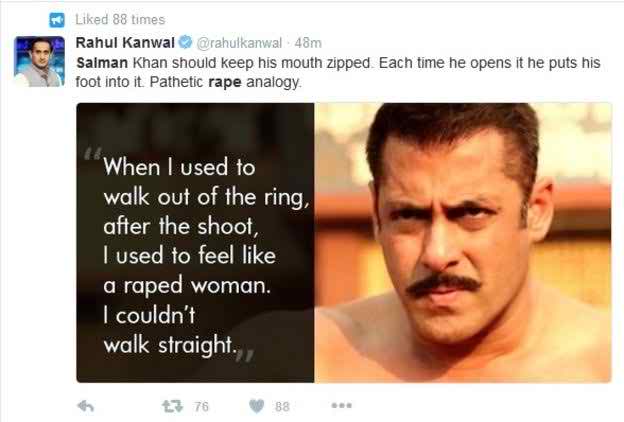 Liked 88 times
Rahul Kanwal @rahulkanwal · 48m
Salman Khan should keep his mouth zipped. Each time he opens it he puts his
foot into it. Pathetic rape analogy.
“When I used to
walk out of the ring,
after the shoot,
I used to feel like
a raped woman.
I couldn't
walk straight.”
76 88